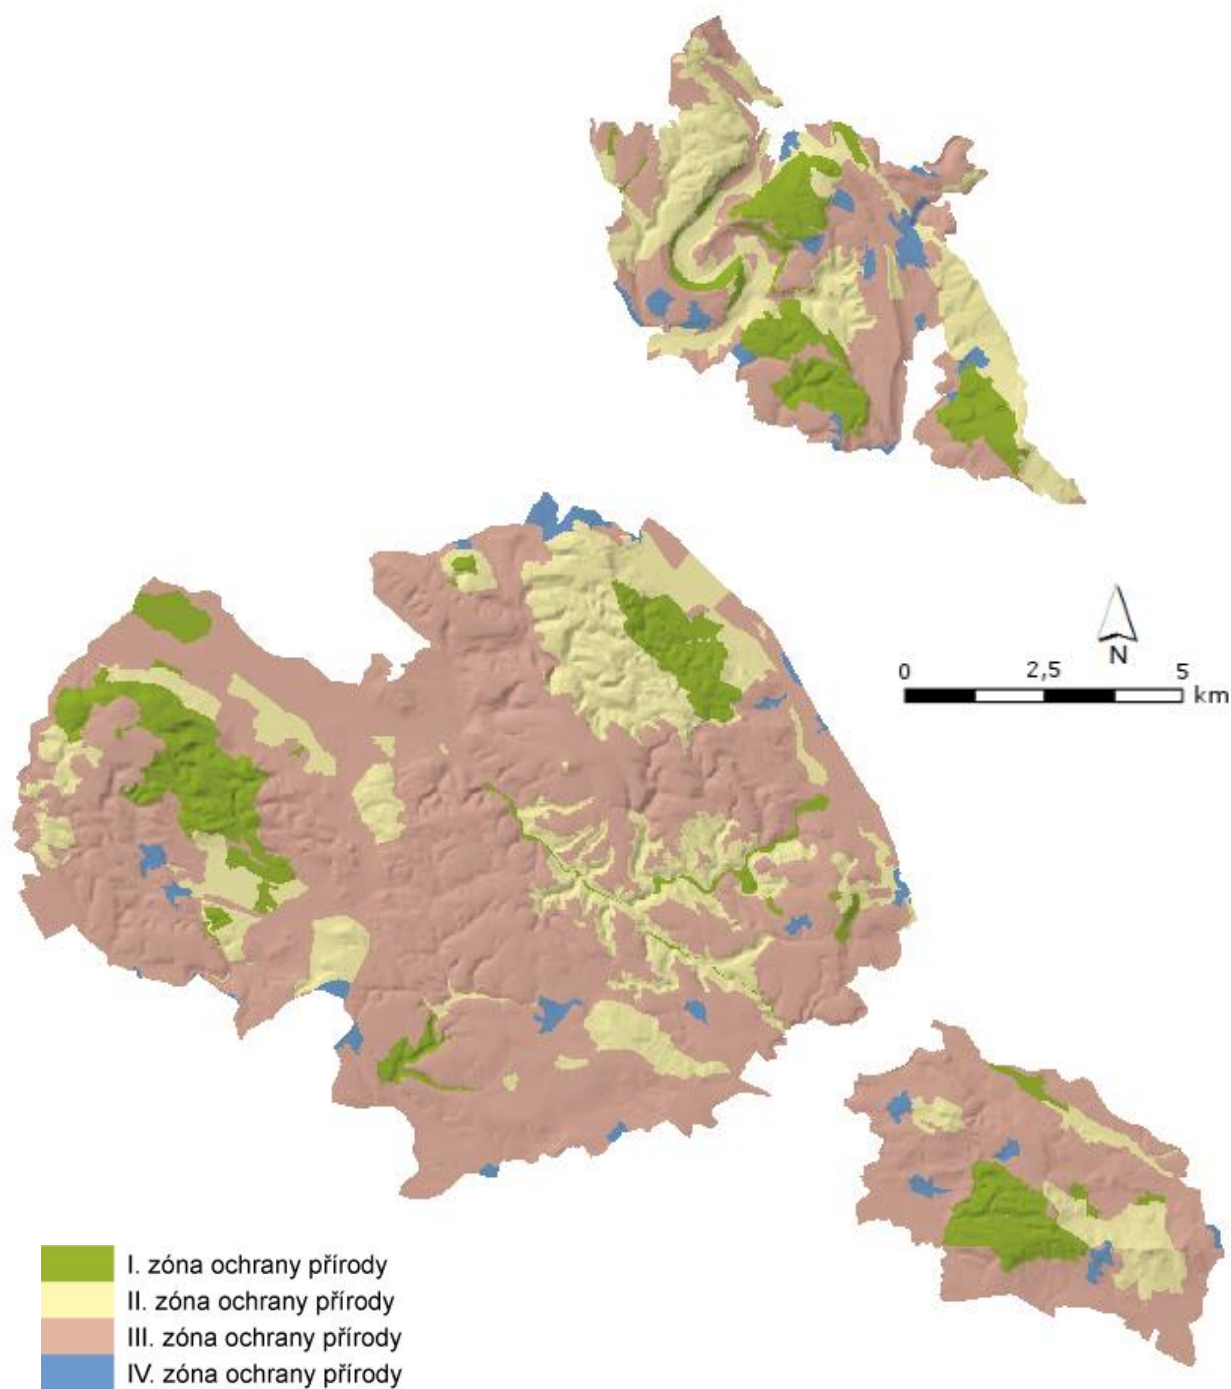 N
0 2,5 5
km
I. zóna ochrany přírody
II. zóna ochrany přírody
III. zóna ochrany přírody
IV. zóna ochrany přírody